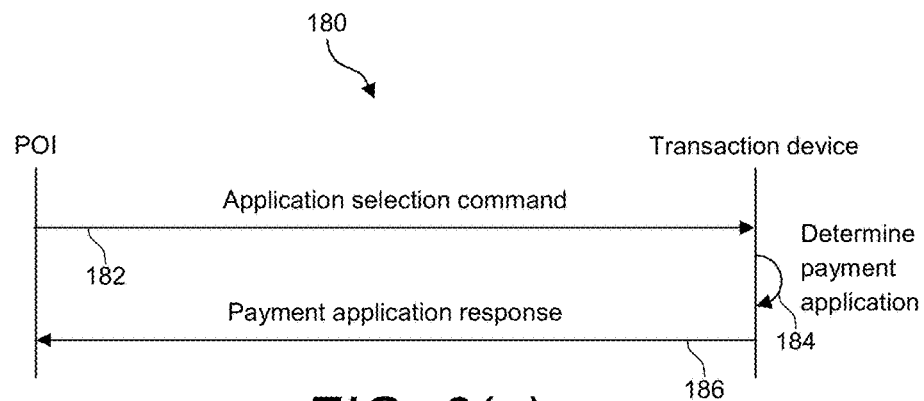 180
POI
Transaction device
Application selection command
182
Determine
payment
application
184
Payment application response
186